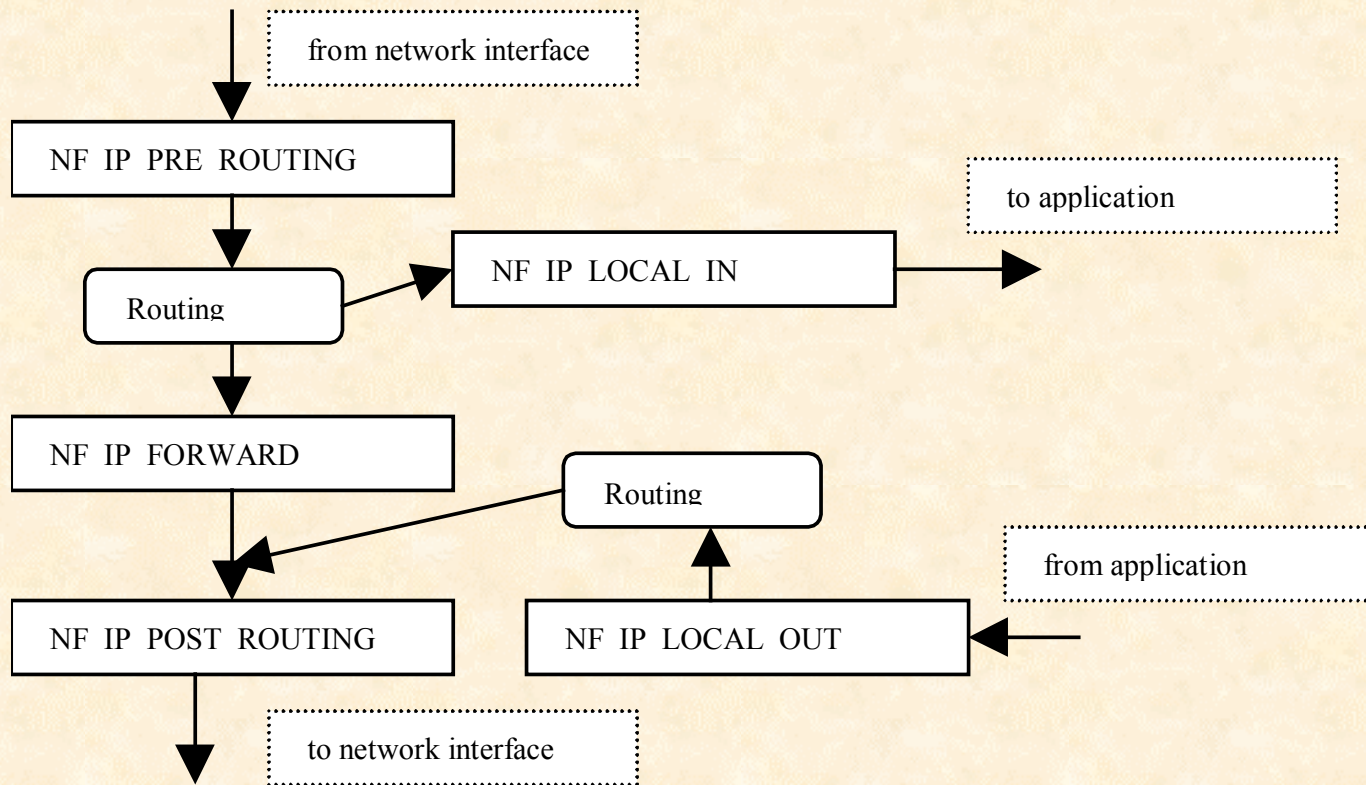 from network interface
NF IP PRE ROUTING
to application
NF IP LOCAL IN
Routing
NF IP FORWARD
Routing
from application
NF IP POST ROUTING
NF IP LOCAL OUT
to network interface